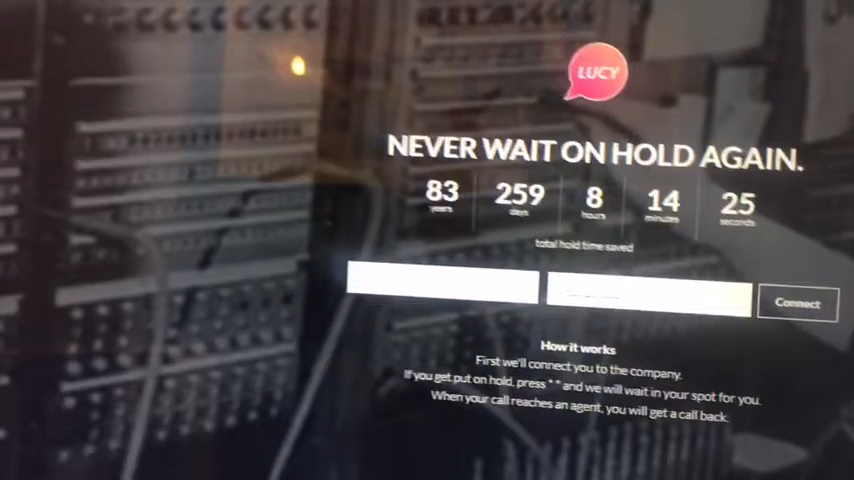 LUCY
NEVER WAIT ON HOLD AGAIN.
83 259 8 14 25
years days hours minutes seconds
total hold time saved
Connect
How it works
First we'll connect you to the company.
If you get put on hold, press * * and we will wait in your spot for you.
When your call reaches an agent, you will get a call back.